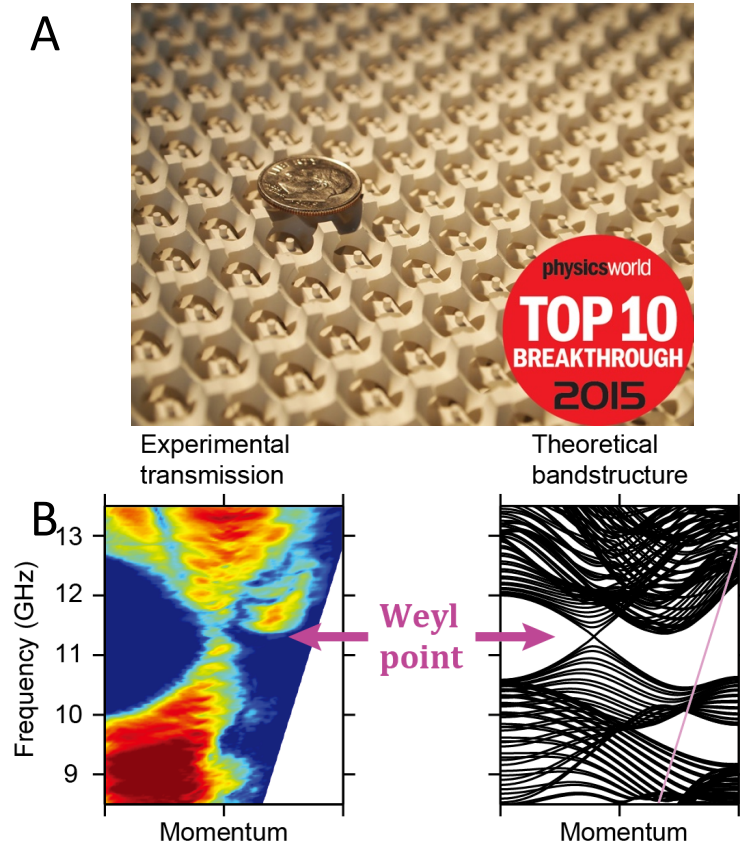 A
physicsworld
TOP 10
BREAKTHROUGH
2015
Experimental
transmission
Theoretical
bandstructure
B
Frequency (GHz)
13
12
11
10
9
Weyl
point
Momentum
Momentum